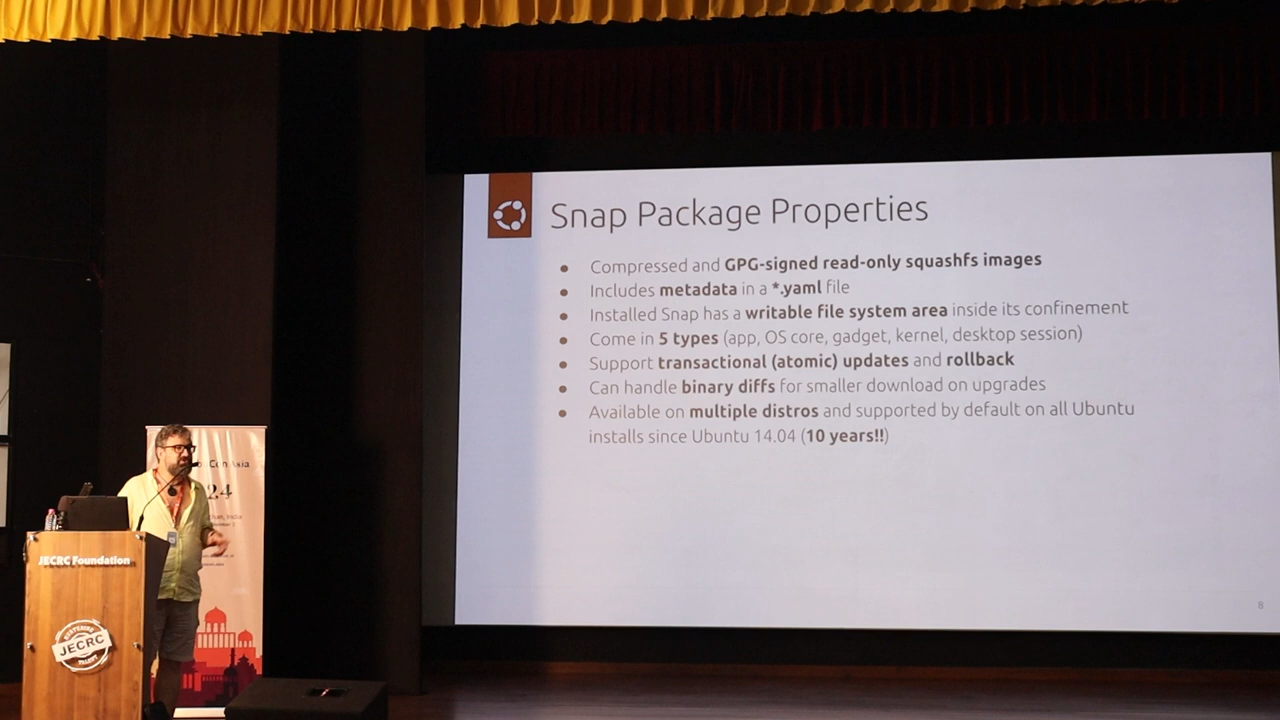 Snap Package Properties
● Compressed and GPG-signed read-only squashfs images
● Includes metadata in a *.yaml file
● Installed Snap has a writable file system area inside its confinement
● Come in 5 types (app, OS core, gadget, kernel, desktop session)
● Support transactional (atomic) updates and rollback
● Can handle binary diffs for smaller download on upgrades
● Available on multiple distros and supported by default on all Ubuntu
installs since Ubuntu 14.04 (10 years!!)
8
Asia
24
JECRC Foundation
JECRC